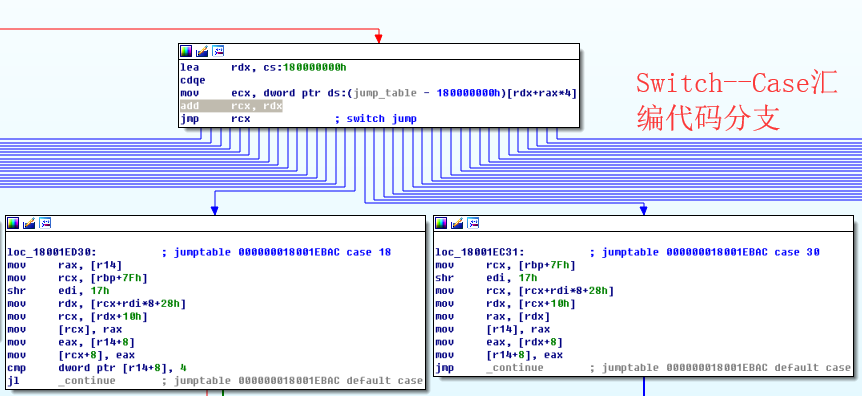 lea rdx, cs:180000000h
cdqe
mov ecx, dword ptr ds:(jump_table - 180000000h)[rdx+rax*4]
add rcx, rdx
jmp rcx ; switch jump
Switch--Case汇
编代码分支
loc_18001ED30: ; jumptable 000000018001EBAC case 18
mov rax, [r14]
mov rcx, [rbp+7Fh]
shr edi, 17h
mov rcx, [rcx+rdi*8+28h]
mov rdx, [rcx+28h]
mov rcx, [rdx+10h]
mov [rcx], rax
mov eax, [r14+8]
mov [rcx+8], eax
cmp dword ptr [r14+8], 4
jl _continue ; jumptable 000000018001EBAC default case
loc_18001EC31: ; jumptable 000000018001EBAC case 30
mov rcx, [rbp+7Fh]
shr edi, 17h
mov rcx, [rcx+rdi*8+28h]
mov rdx, [rcx+10h]
mov rax, [rdx]
mov [r14], rax
mov eax, [rdx+8]
mov [r14+8], eax
jmp _continue ; jumptable 000000018001EBAC default case